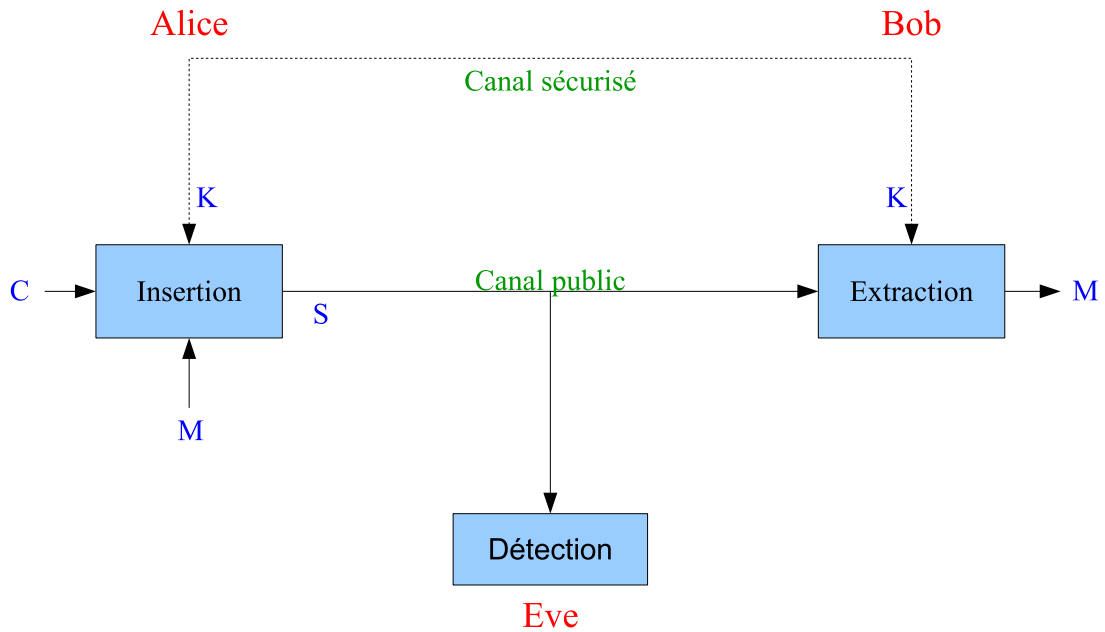 Alice
Bob
Canal sécurisé
K
K
C
Insertion
Canal public
Extraction
M
S
M
Détection
Eve